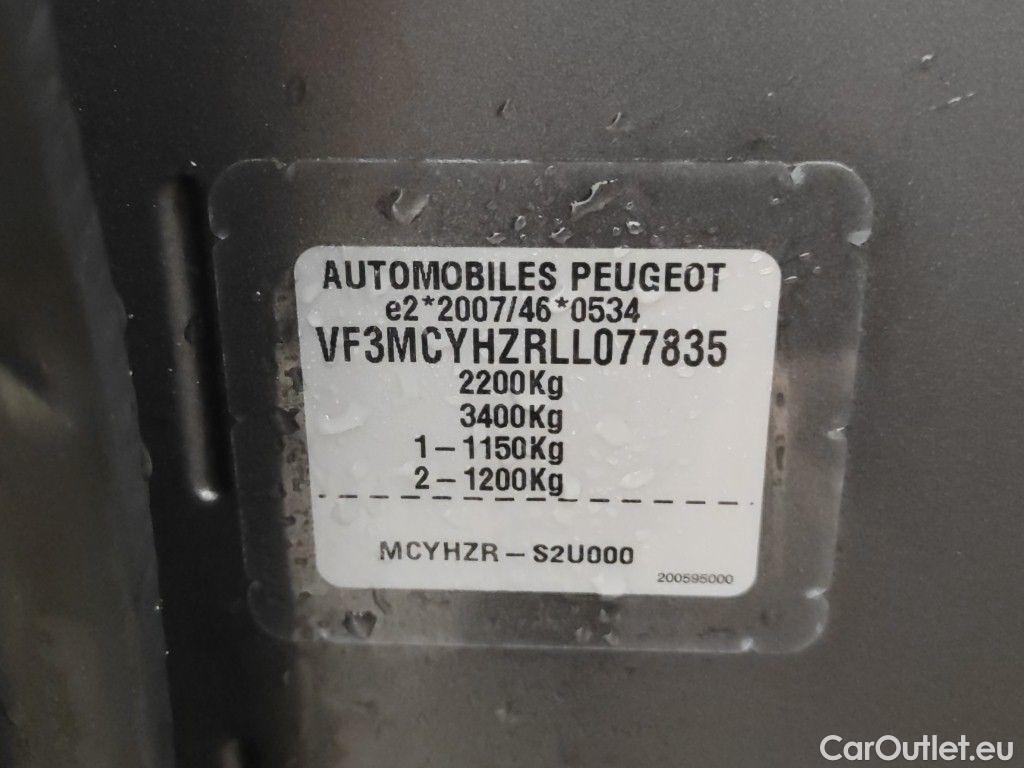 AUTOMOBILES PEUGEOT
e2*2007/46*0534
VF3MCYHZRLL077835
2200Kg
3400Kg
1-1150Kg
2-1200Kg
MCYHZR-S2U000
200595000
CarOutlet.eu